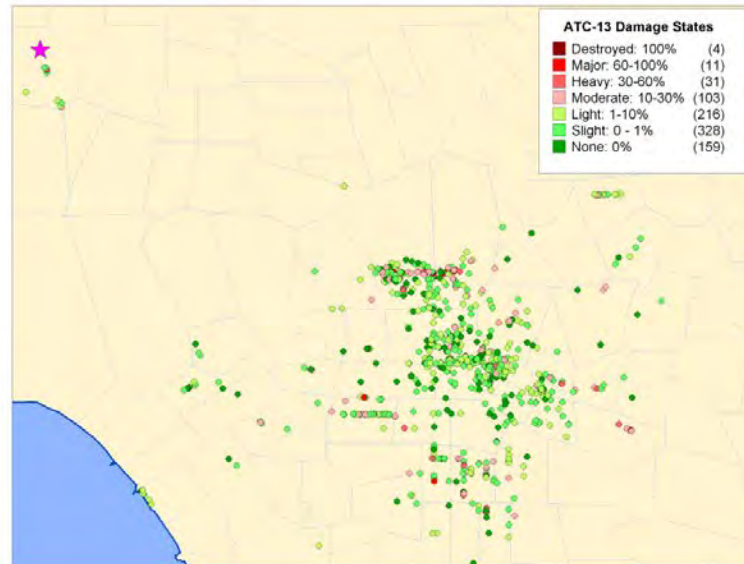 ATC-13 Damage States
Destroyed: 100% (4)
Major: 60-100% (11)
Heavy: 30-60% (31)
Moderate: 10-30% (103)
Light: 1-10% (216)
Slight: 0 - 1% (328)
None: 0% (159)